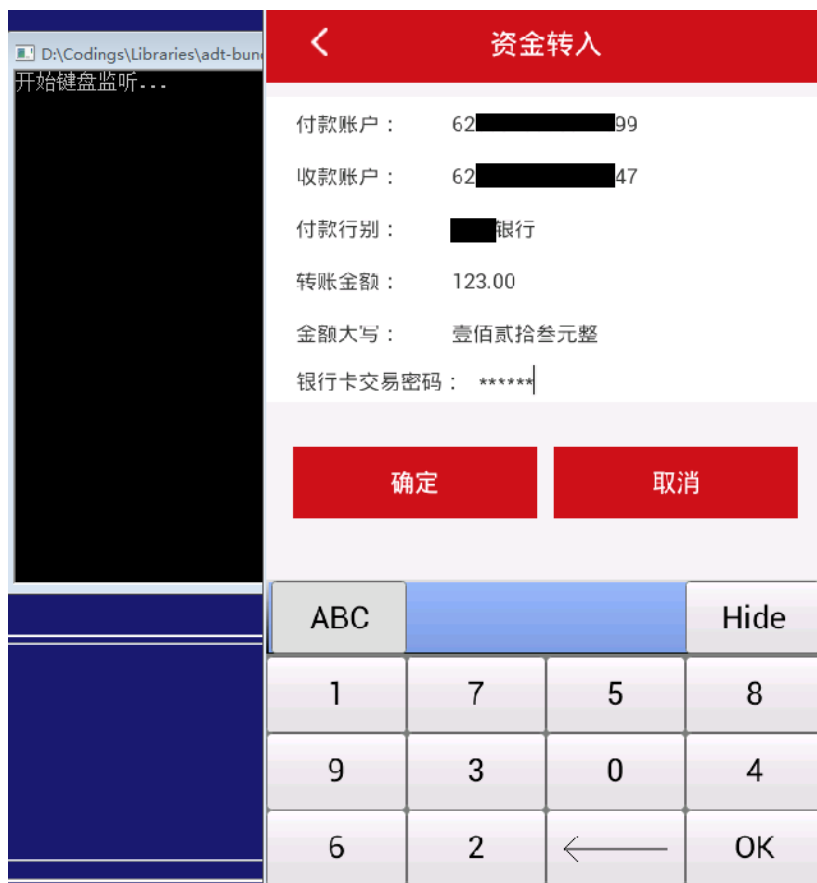 D:\Codings\Libraries\adt-bun
开始键盘监听...
资金转入
付款账户： 62 99
收款账户： 62 47
付款行别： 银行
转账金额： 123.00
金额大写： 壹佰贰拾叁元整
银行卡交易密码： ******
确定 取消
ABC Hide
1 7 5 8
9 3 0 4
6 2 OK